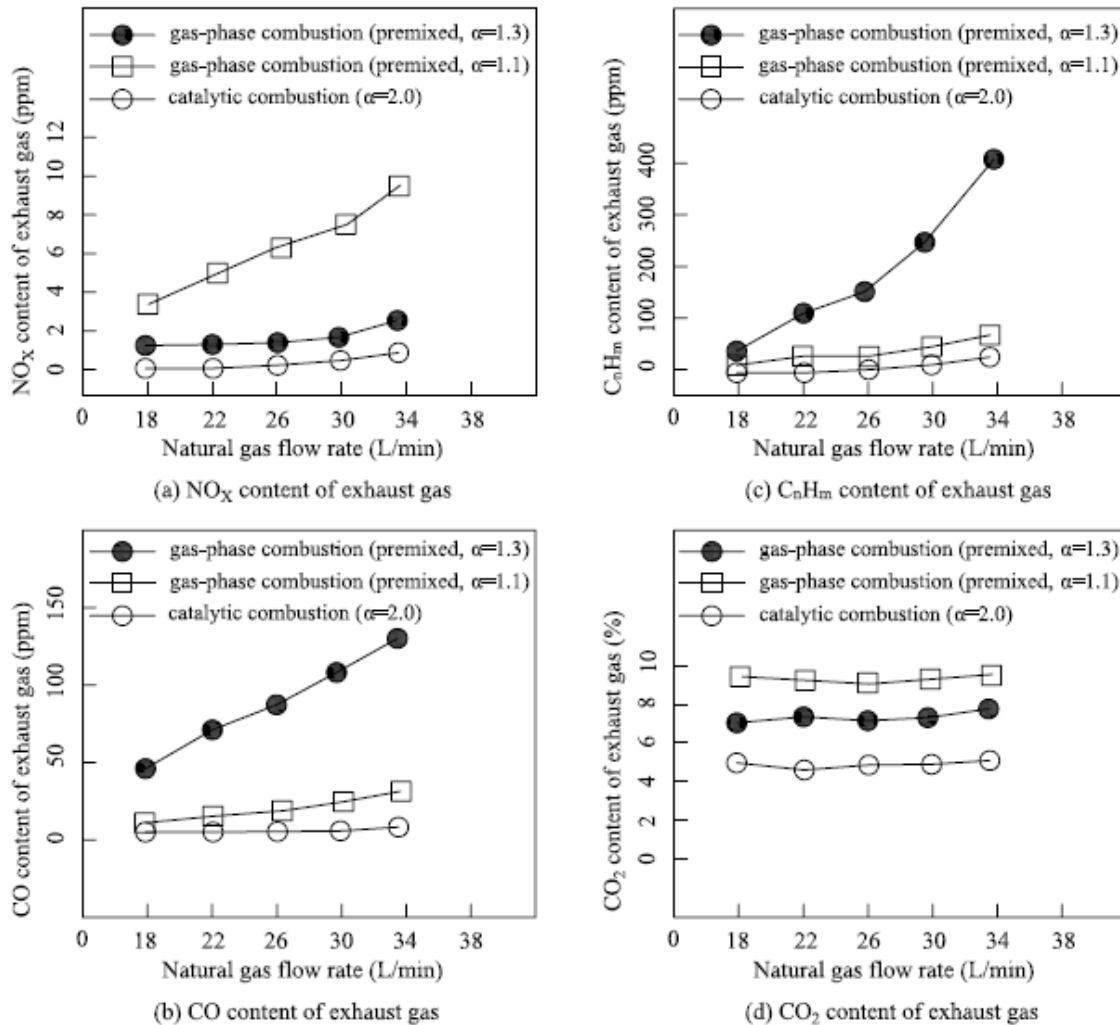 gas-phase combustion (premixed, α=1.3)
gas-phase combustion (premixed, α=1.1)
catalytic combustion (α=2.0)
NOX content of exhaust gas (ppm)
12
10
8
6
4
2
0
0 18 22 26 30 34 38
Natural gas flow rate (L/min)
(a) NOX content of exhaust gas
gas-phase combustion (premixed, α=1.3)
gas-phase combustion (premixed, α=1.1)
catalytic combustion (α=2.0)
CnHm content of exhaust gas (ppm)
400
300
200
100
0
0 18 22 26 30 34 38
Natural gas flow rate (L/min)
(c) CnHm content of exhaust gas
gas-phase combustion (premixed, α=1.3)
gas-phase combustion (premixed, α=1.1)
catalytic combustion (α=2.0)
CO content of exhaust gas (ppm)
150
100
50
0
0 18 22 26 30 34 38
Natural gas flow rate (L/min)
(b) CO content of exhaust gas
gas-phase combustion (premixed, α=1.3)
gas-phase combustion (premixed, α=1.1)
catalytic combustion (α=2.0)
CO2 content of exhaust gas (%)
10
8
6
4
2
0
0 18 22 26 30 34 38
Natural gas flow rate (L/min)
(d) CO2 content of exhaust gas